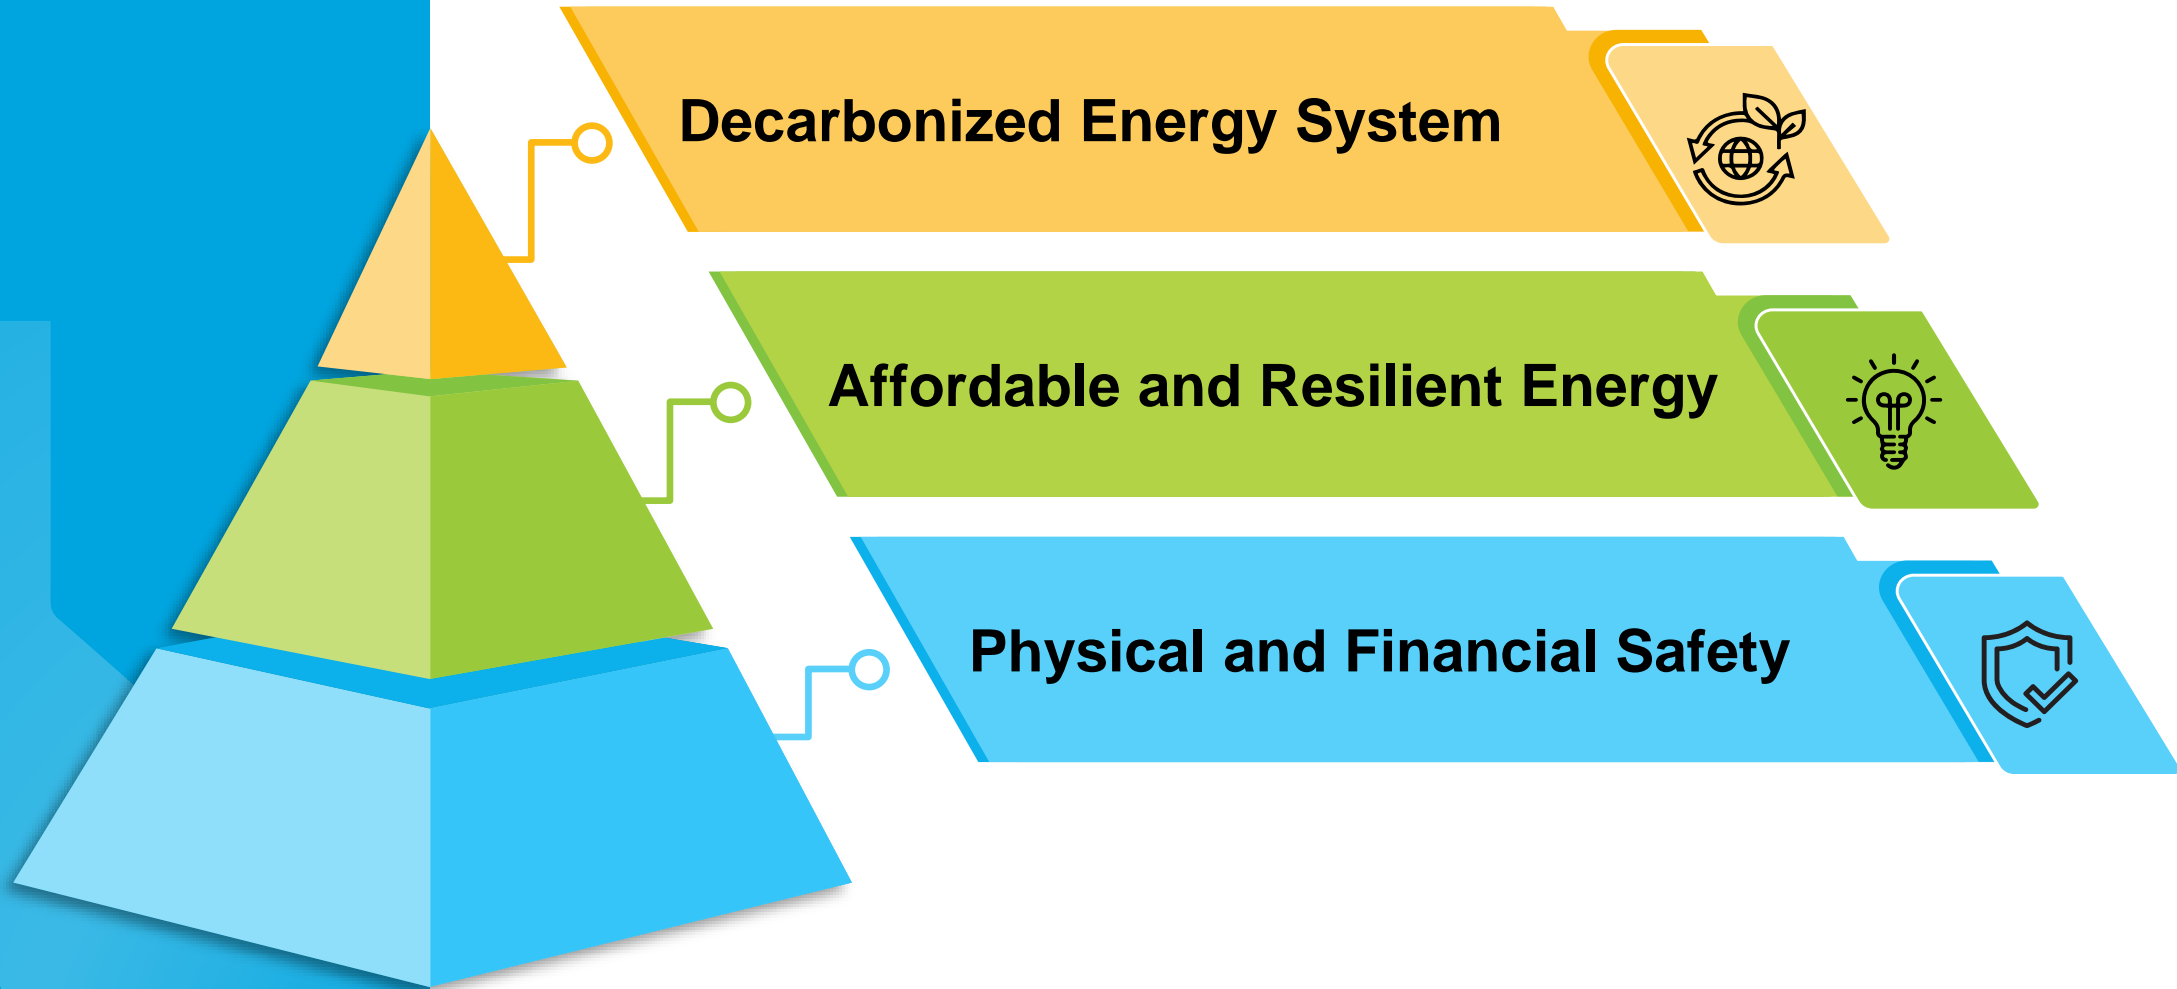 Decarbonized Energy System
Affordable and Resilient Energy
Physical and Financial Safety